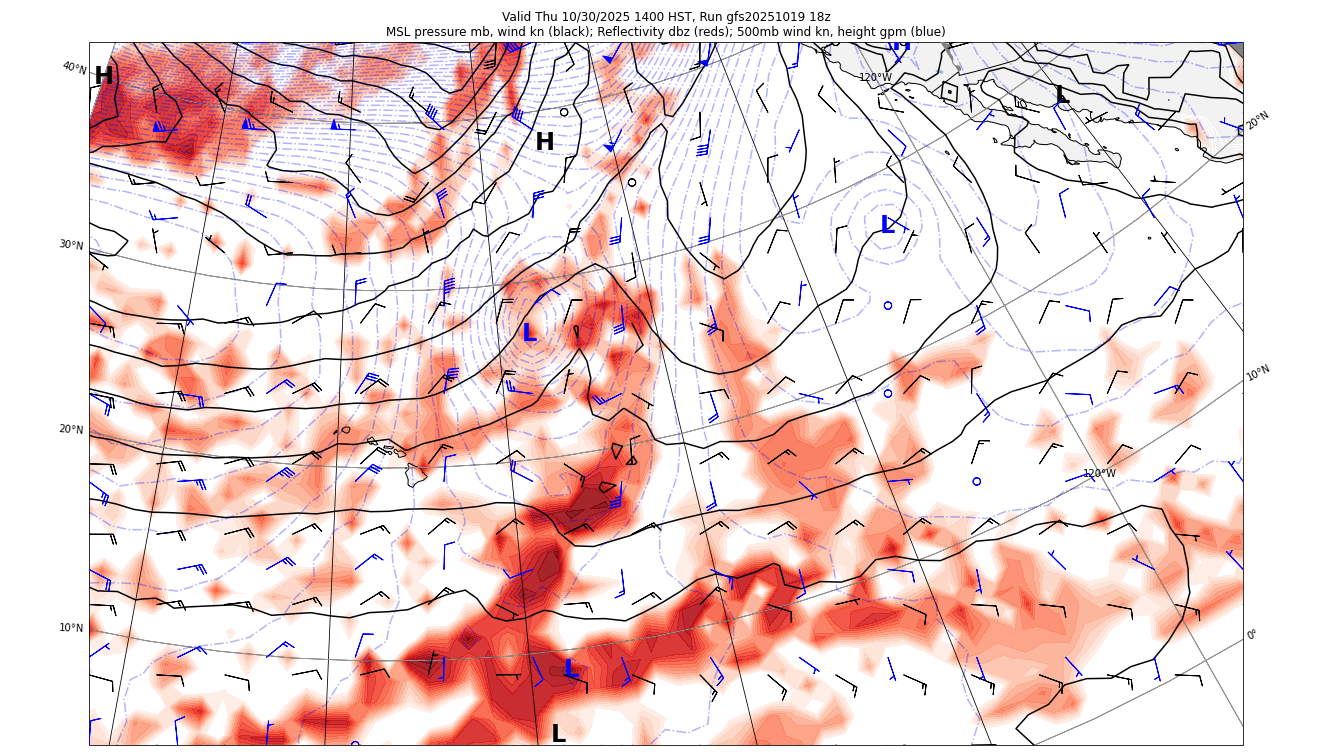 Valid Thu 10/30/2025 1400 HST, Run gfs20251019 18z
MSL pressure mb, wind kn (black); Reflectivity dbz (reds); 500mb wind kn, height gpm (blue)
H
120°W
40°N
H
L
20°N
H
L
30°N
L
10°N
20°N
120°W
10°N
0°
L
L